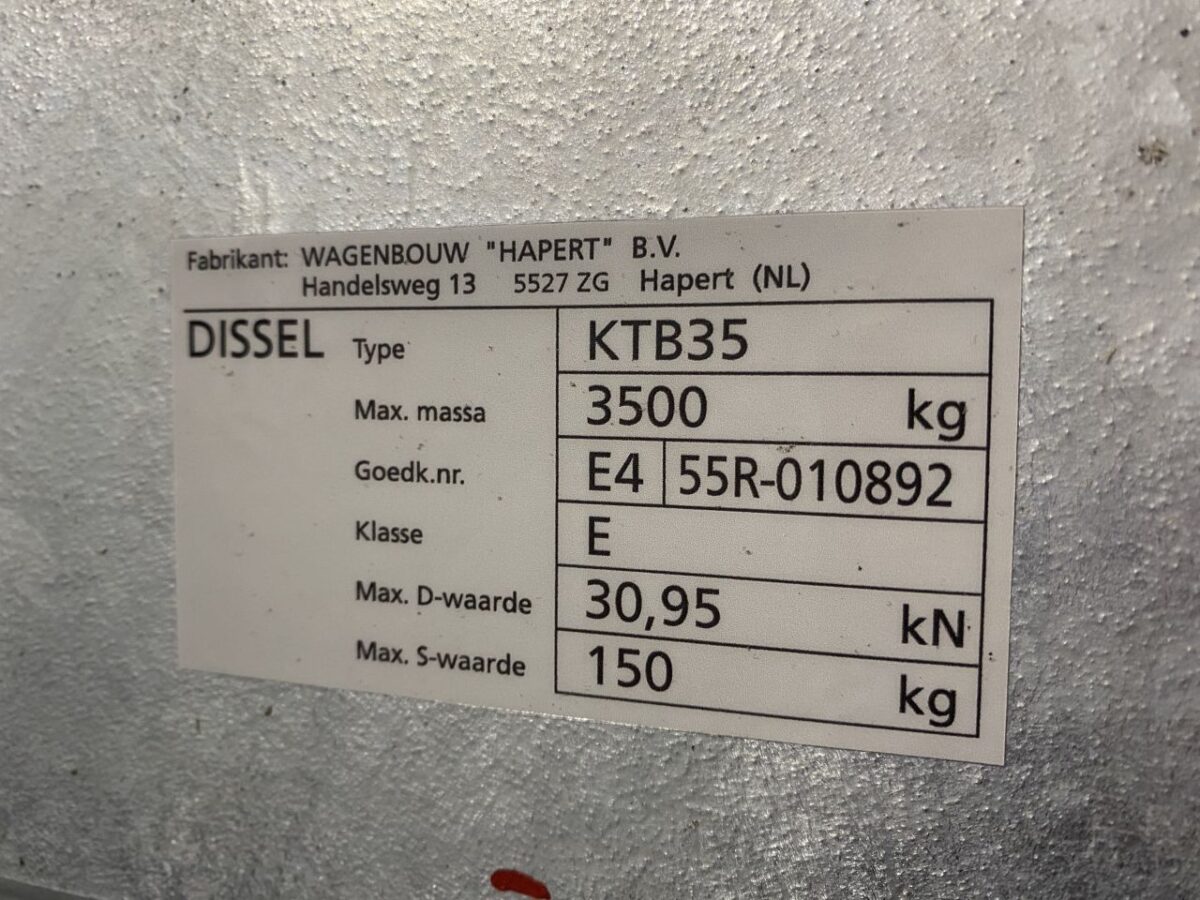 Fabrikant: WAGENBOUW "HAPERT" B.V.
Handelsweg 13 5527 ZG Hapert (NL)
DISSEL Type KTB35
Max. massa 3500 kg
Goedk.nr. E4 55R-010892
Klasse E
Max. D-waarde 30,95 kN
Max. S-waarde 150 kg